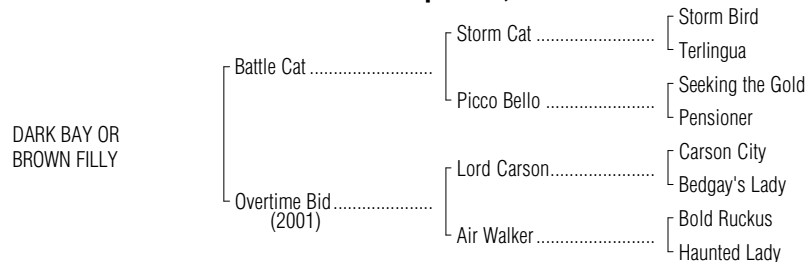 Storm Bird
Storm Cat ........................
Terlingua
Battle Cat .........................
Seeking the Gold
Picco Bello ......................
Pensioner
DARK BAY OR
BROWN FILLY
Carson City
Lord Carson.....................
Bedgay's Lady
Overtime Bid....................
(2001)
Bold Ruckus
Air Walker ........................
Haunted Lady